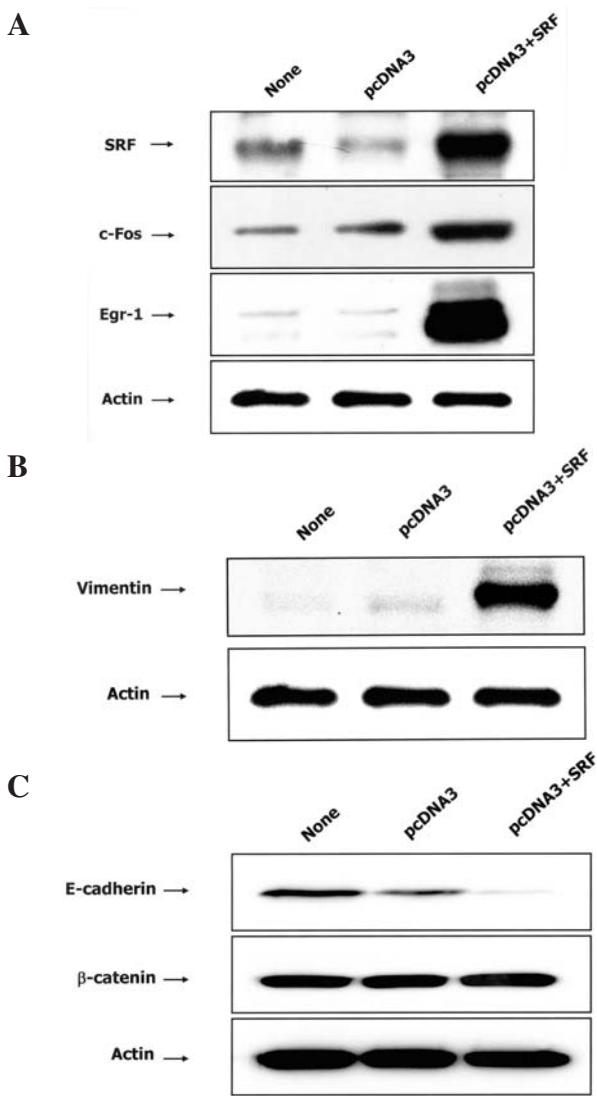 A
None pcDNA3 pcDNA3+SRF
SRF →
c-Fos →
Egr-1 →
Actin →
B
None pcDNA3 pcDNA3+SRF
Vimentin →
Actin →
C
None pcDNA3 pcDNA3+SRF
E-cadherin →
β-catenin →
Actin →